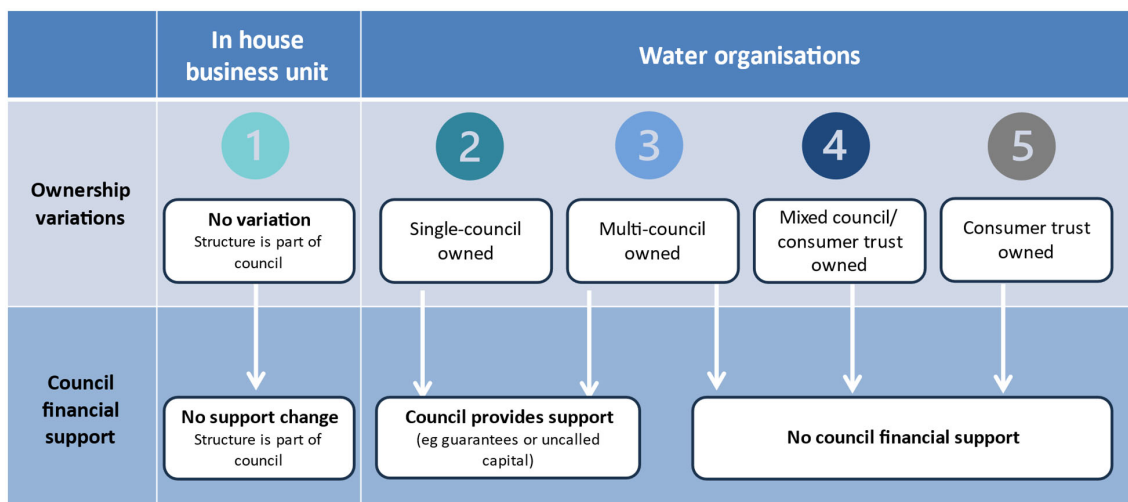 In house
business unit
Water organisations
Ownership
variations
1
2
3
4
5
No variation
Structure is part of
council
Single-council
owned
Multi-council
owned
Mixed council/
consumer trust
owned
Consumer trust
owned
Council
financial
support
No support change
Structure is part of
council
Council provides support
(eg guarantees or uncalled
capital)
No council financial support